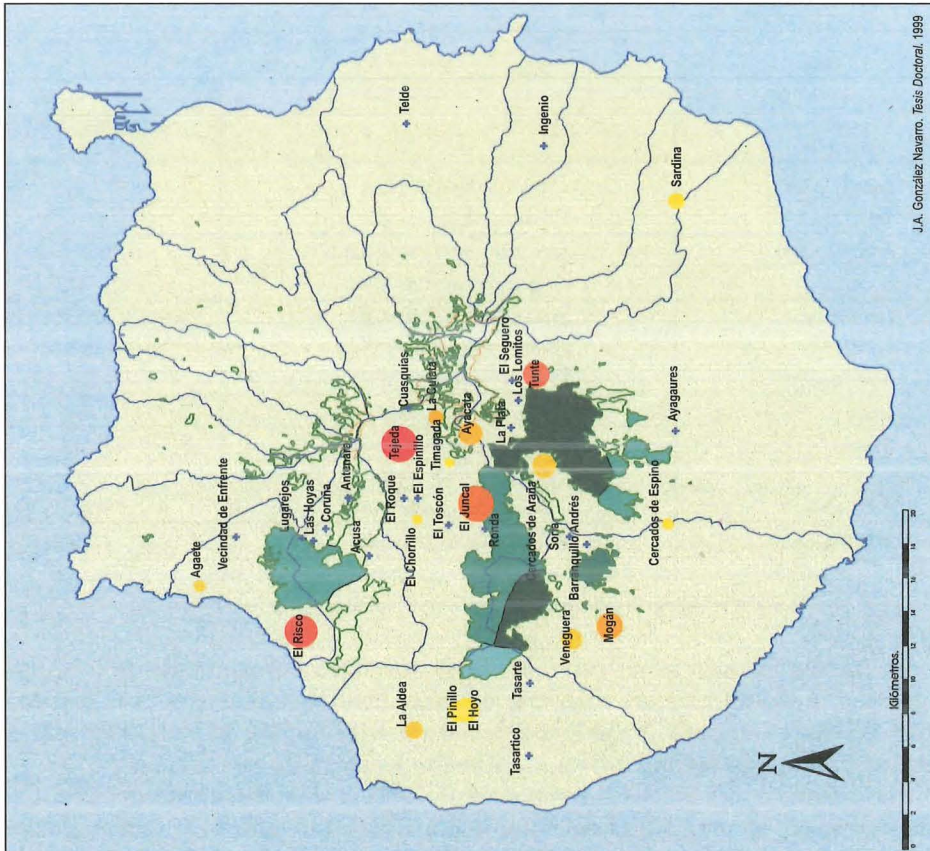 Agaete
Vecindad de Enfrente
Lugarejos
Las Hoyas
Coruña
Antenare
Acusa
El Risco
Telde
Ingenio
Sardina
Cuasquías
La Culata
Tejeda
El Roque
El Espinillo
El Chorrillo
Timagada
Ayacata
El Toscón
El Juncal
Ronda
La Plata
El Seguero
Los Lomitos
Tunte
Cercados de Araña
Soria
Barranquillo Andrés
Ayagaures
Cercados de Espino
La Aldea
El Pinillo
El Hoyo
Tasarte
Tasartico
Veneguera
Mogán
N
Kilometros.
0 2 4 6 8 10 12 14 16 18 20
J.A. González Navarro. Tesis Doctoral. 1999